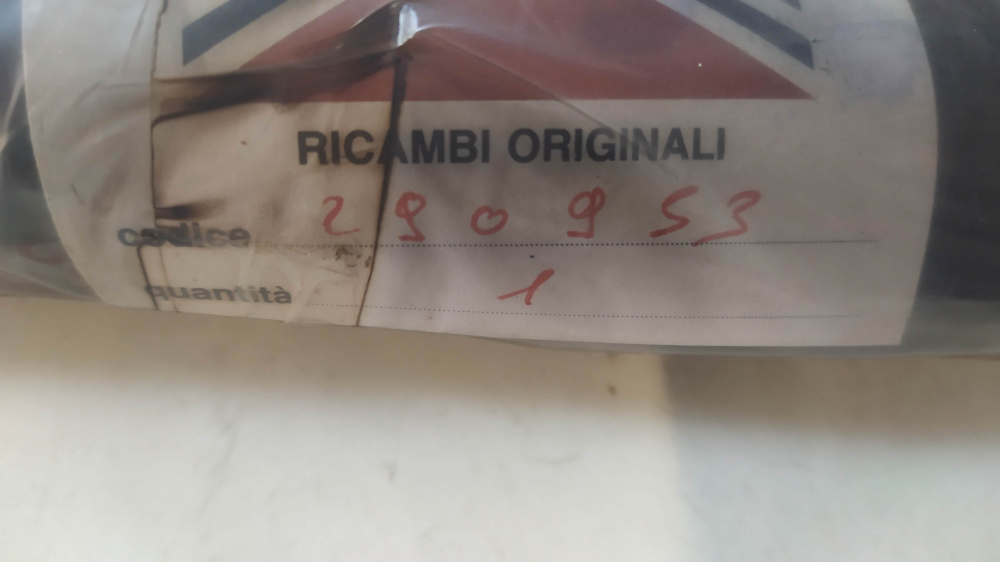 RICAMBI ORIGINALI
codice 290953
quantità 1